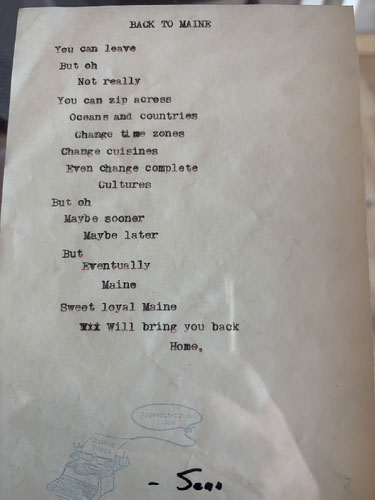 BACK TO MAINE
You can leave
But oh
Not really
You can zip across
Oceans and countries
Change time zones
Change cuisines
Even change complete
Cultures
But oh
Maybe sooner
Maybe later
But
Eventually
Maine
Sweet loyal Maine
Will bring you back
Home.